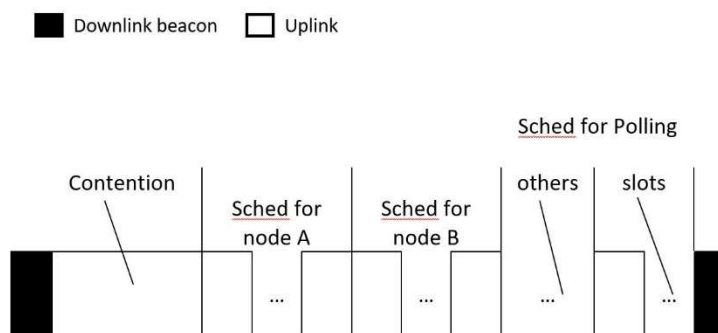 Downlink beacon Uplink
Sched for Polling
Contention others slots
Sched for Sched for
node A node B
... ... ... ...